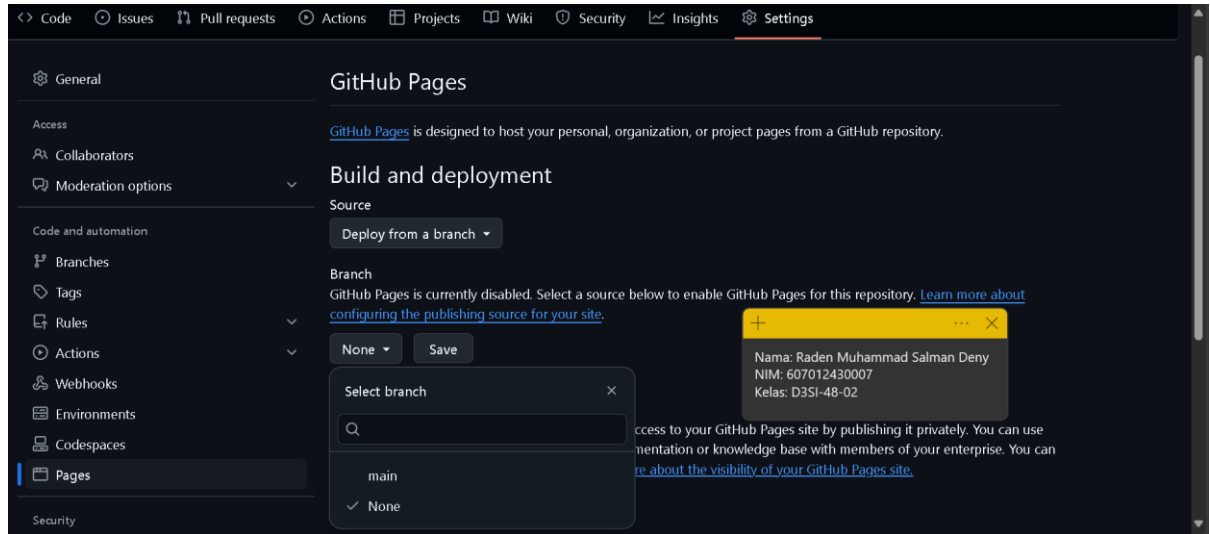 Code Issues Pull requests Actions Projects Wiki Security Insights Settings
General
Access
Collaborators
Moderation options
Code and automation
Branches
Tags
Rules
Actions
Webhooks
Environments
Codespaces
Pages
Security
GitHub Pages
GitHub Pages is designed to host your personal, organization, or project pages from a GitHub repository.
Build and deployment
Source
Deploy from a branch
Branch
GitHub Pages is currently disabled. Select a source below to enable GitHub Pages for this repository. Learn more about
configuring the publishing source for your site.
None Save
Select branch
main
None
ccess to your GitHub Pages site by publishing it privately. You can use
mentation or knowledge base with members of your enterprise. You can
re about the visibility of your GitHub Pages site.
Nama: Raden Muhammad Salman Deny
NIM: 607012430007
Kelas: D3SI-48-02